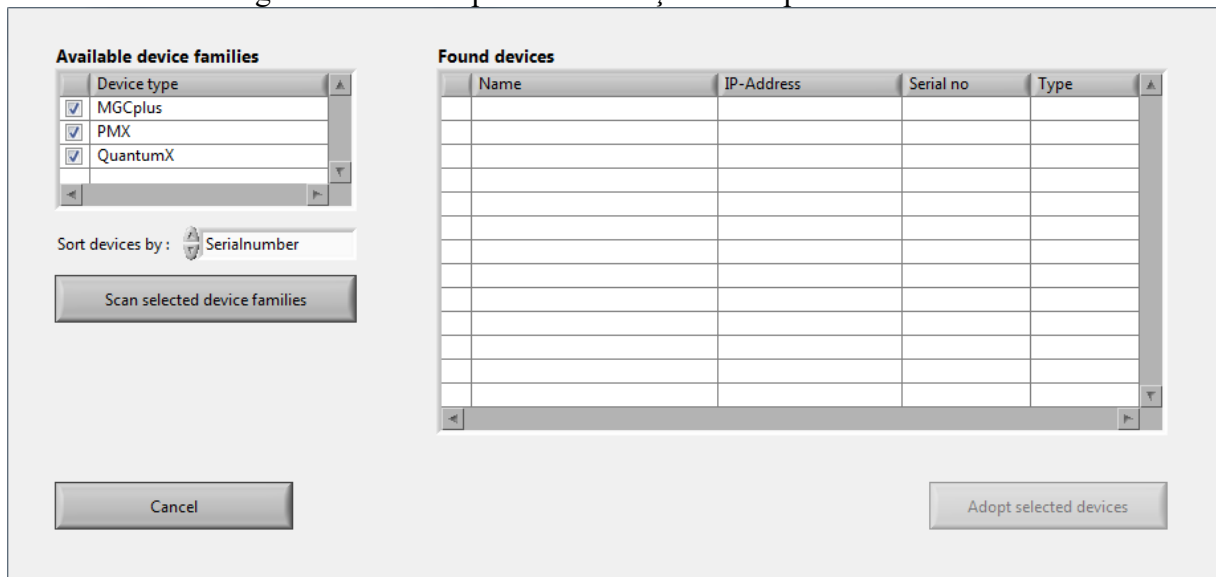 Available device families
Device type
MGCplus
PMX
QuantumX
Sort devices by : Serialnumber
Scan selected device families
Found devices
Name IP-Address Serial no Type
Cancel
Adopt selected devices